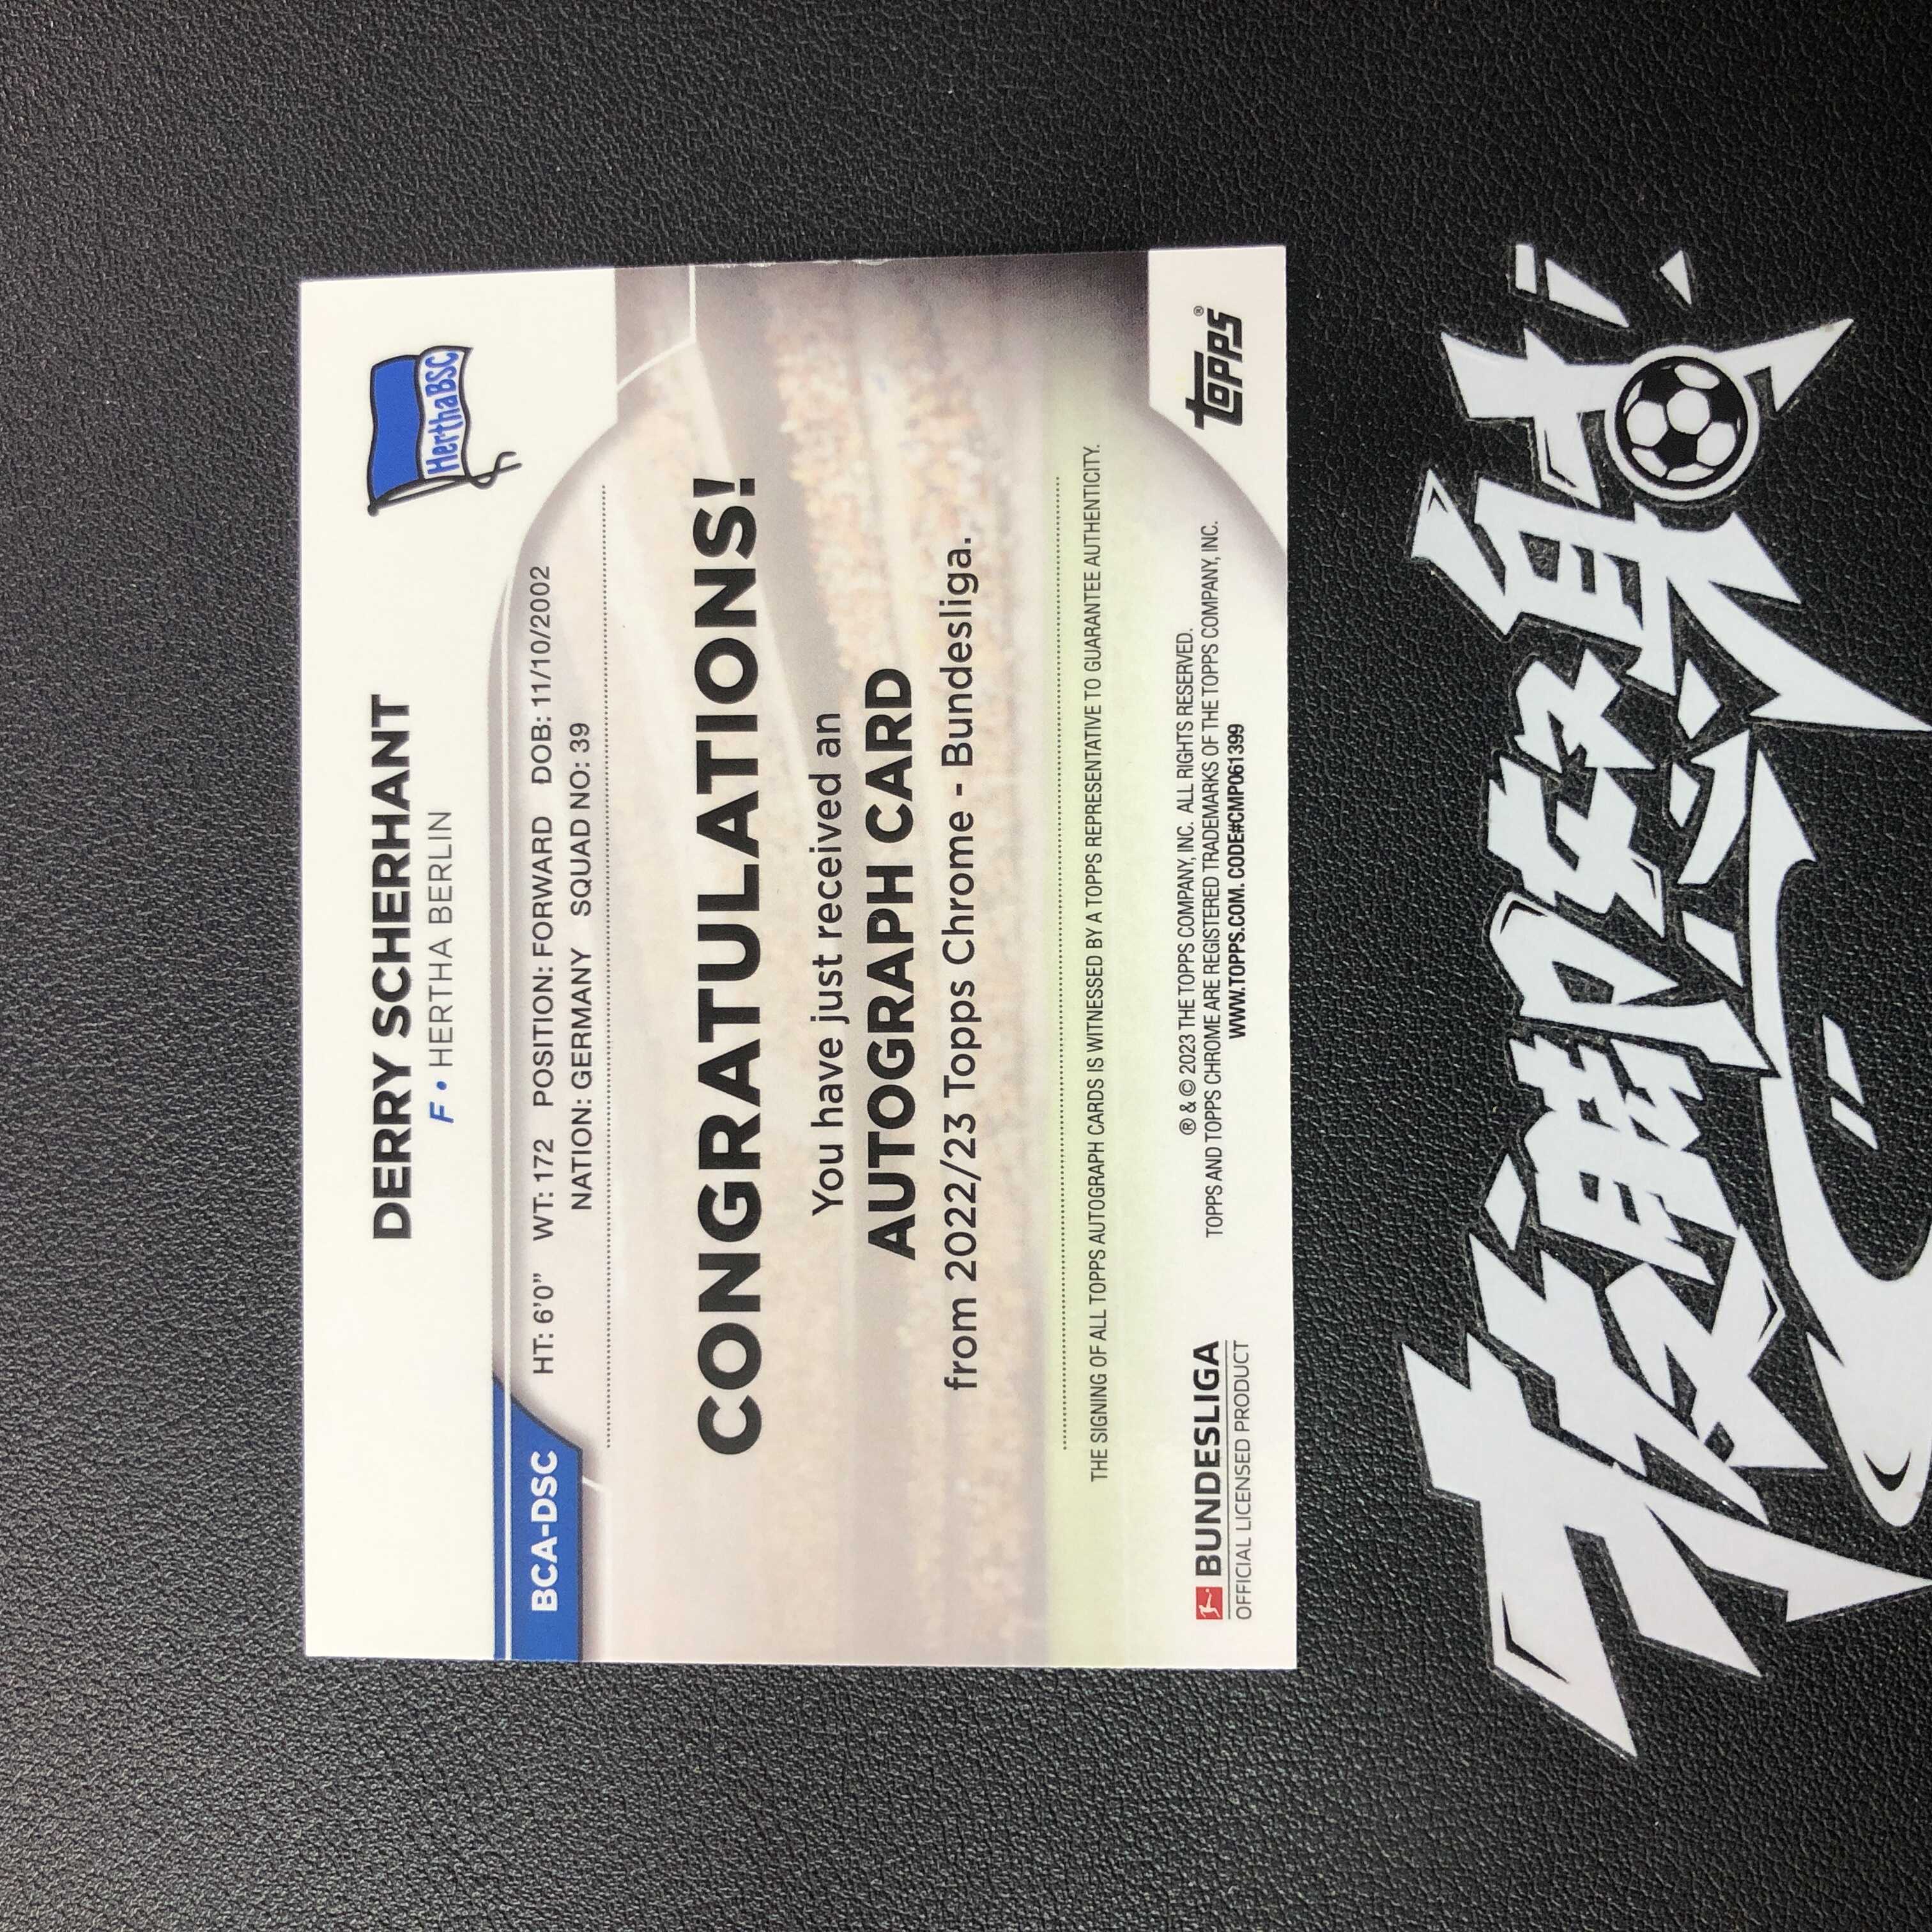 DERRY SCHERHANT
F • HERTHA BERLIN
HerthaBSC
BCA-DSC
HT: 6'0" WT: 172 POSITION: FORWARD DOB: 11/10/2002
NATION: GERMANY SQUAD NO: 39
CONGRATULATIONS!
You have just received an
AUTOGRAPH CARD
from 2022/23 Topps Chrome - Bundesliga.
THE SIGNING OF ALL TOPPS AUTOGRAPH CARDS IS WITNESSED BY A TOPPS REPRESENTATIVE TO GUARANTEE AUTHENTICITY.
BUNDESLIGA
OFFICIAL LICENSED PRODUCT
® & © 2023 THE TOPPS COMPANY, INC. ALL RIGHTS RESERVED.
TOPPS AND TOPPS CHROME ARE REGISTERED TRADEMARKS OF THE TOPPS COMPANY, INC.
WWW.TOPPS.COM. CODE#CMP061399
Topps®